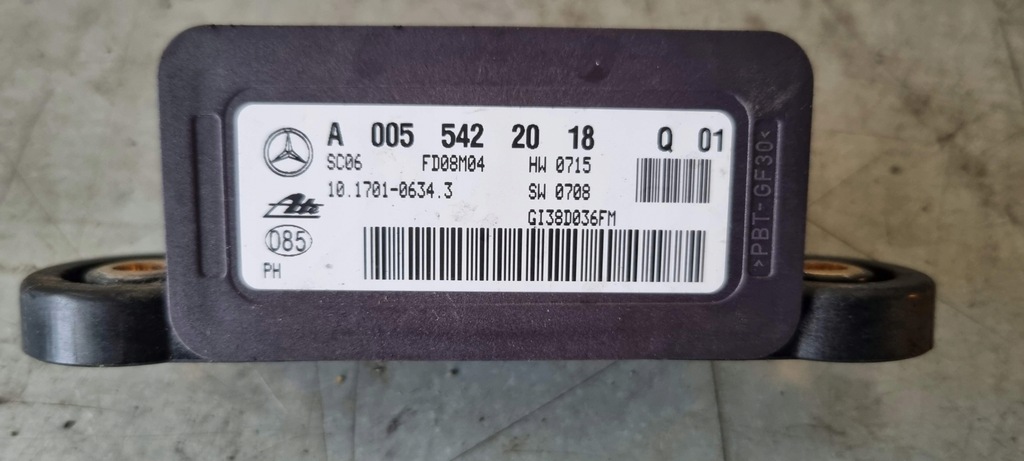 A 005 542 20 18 Q 01
SC06 FD08M04 HW 0715
10.1701-0634.3 SW 0708
Ate GI38D036FM
085
PH
>PBT-GF30<